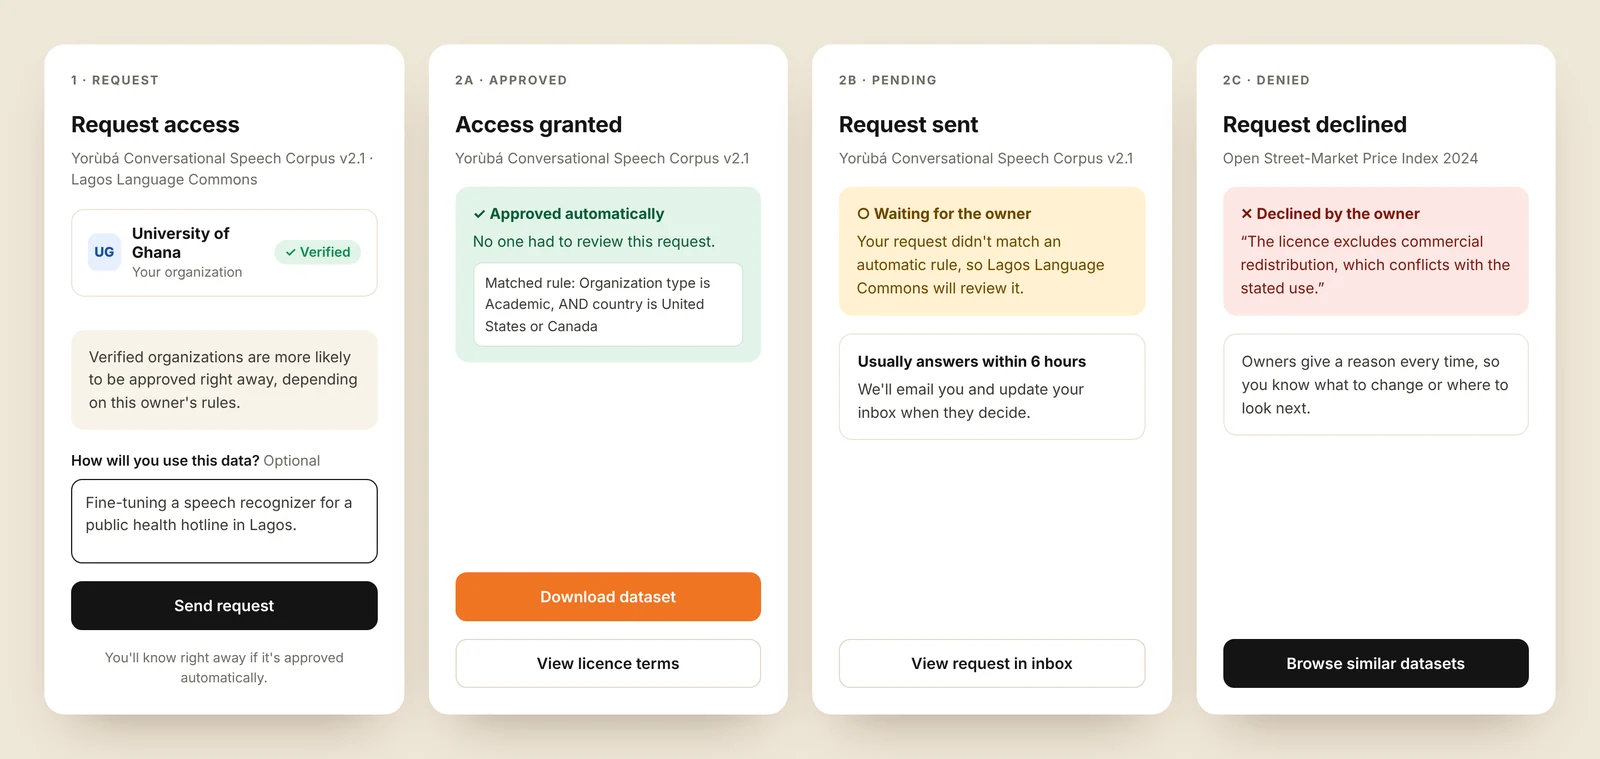 1 · REQUEST
Request access
Yorùbá Conversational Speech Corpus v2.1 ·
Lagos Language Commons
UG
University of
Ghana
Your organization
✓ Verified
Verified organizations are more likely
to be approved right away, depending
on this owner's rules.
How will you use this data? Optional
Fine-tuning a speech recognizer for a
public health hotline in Lagos.
Send request
You'll know right away if it's approved
automatically.
2A · APPROVED
Access granted
Yorùbá Conversational Speech Corpus v2.1
✓ Approved automatically
No one had to review this request.
Matched rule: Organization type is
Academic, AND country is United
States or Canada
Download dataset
View licence terms
2B · PENDING
Request sent
Yorùbá Conversational Speech Corpus v2.1
○ Waiting for the owner
Your request didn't match an
automatic rule, so Lagos Language
Commons will review it.
Usually answers within 6 hours
We'll email you and update your
inbox when they decide.
View request in inbox
2C · DENIED
Request declined
Open Street-Market Price Index 2024
✕ Declined by the owner
“The licence excludes commercial
redistribution, which conflicts with the
stated use.”
Owners give a reason every time, so
you know what to change or where to
look next.
Browse similar datasets